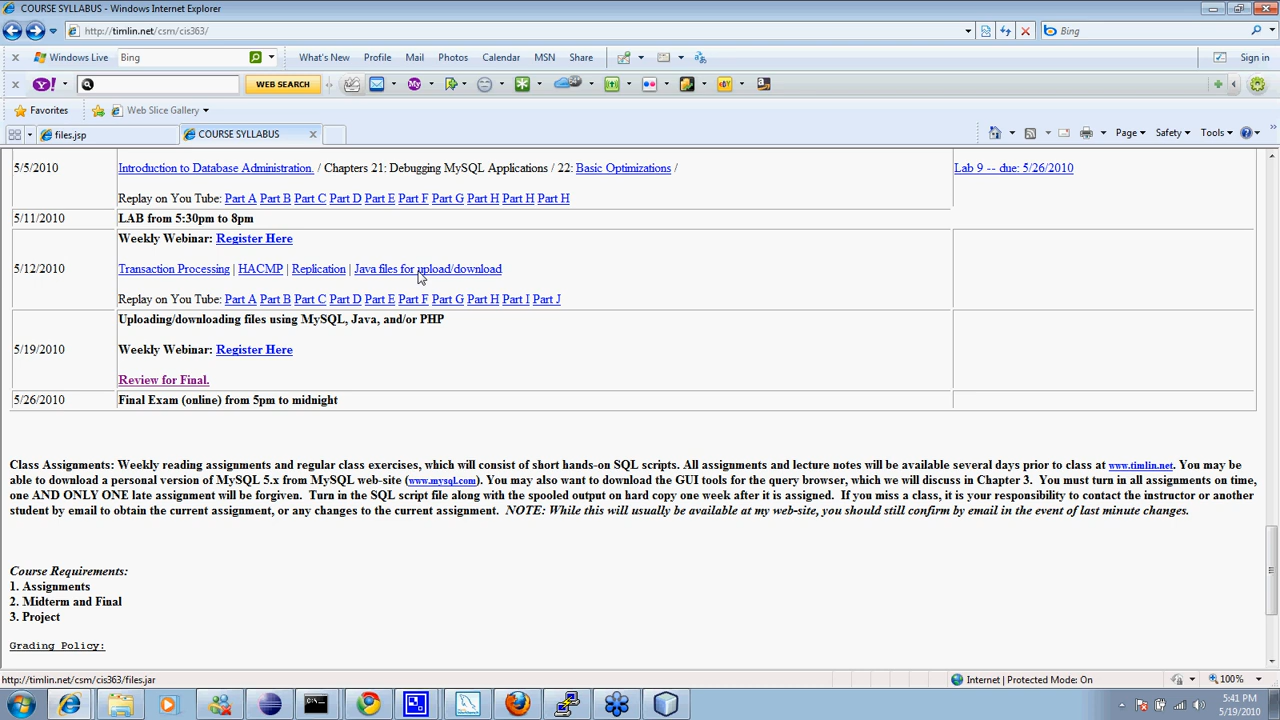 COURSE SYLLABUS - Windows Internet Explorer
http://timlin.net/csm/cis363/
Bing
Windows Live
Bing
What's New
Profile
Mail
Photos
Calendar
MSN
Share
Sign in
WEB SEARCH
Favorites
Web Slice Gallery
files.jsp
COURSE SYLLABUS
Page
Safety
Tools
5/5/2010
Introduction to Database Administration. / Chapters 21: Debugging MySQL Applications / 22: Basic Optimizations /
Lab 9 -- due: 5/26/2010
Replay on You Tube: Part A Part B Part C Part D Part E Part F Part G Part H Part H Part H
5/11/2010
LAB from 5:30pm to 8pm
Weekly Webinar: Register Here
5/12/2010
Transaction Processing | HACMP | Replication | Java files for upload/download
Replay on You Tube: Part A Part B Part C Part D Part E Part F Part G Part H Part I Part J
Uploading/downloading files using MySQL, Java, and/or PHP
5/19/2010
Weekly Webinar: Register Here
Review for Final.
5/26/2010
Final Exam (online) from 5pm to midnight
Class Assignments: Weekly reading assignments and regular class exercises, which will consist of short hands-on SQL scripts. All assignments and lecture notes will be available several days prior to class at www.timlin.net. You may be
able to download a personal version of MySQL 5.x from MySQL web-site (www.mysql.com). You may also want to download the GUI tools for the query browser, which we will discuss in Chapter 3. You must turn in all assignments on time,
one AND ONLY ONE late assignment will be forgiven. Turn in the SQL script file along with the spooled output on hard copy one week after it is assigned. If you miss a class, it is your responsibility to contact the instructor or another
student by email to obtain the current assignment, or any changes to the current assignment. NOTE: While this will usually be available at my web-site, you should still confirm by email in the event of last minute changes.
Course Requirements:
1. Assignments
2. Midterm and Final
3. Project
Grading Policy:
http://timlin.net/csm/cis363/files.jar
Internet | Protected Mode: On
100%
5:41 PM
5/19/2010